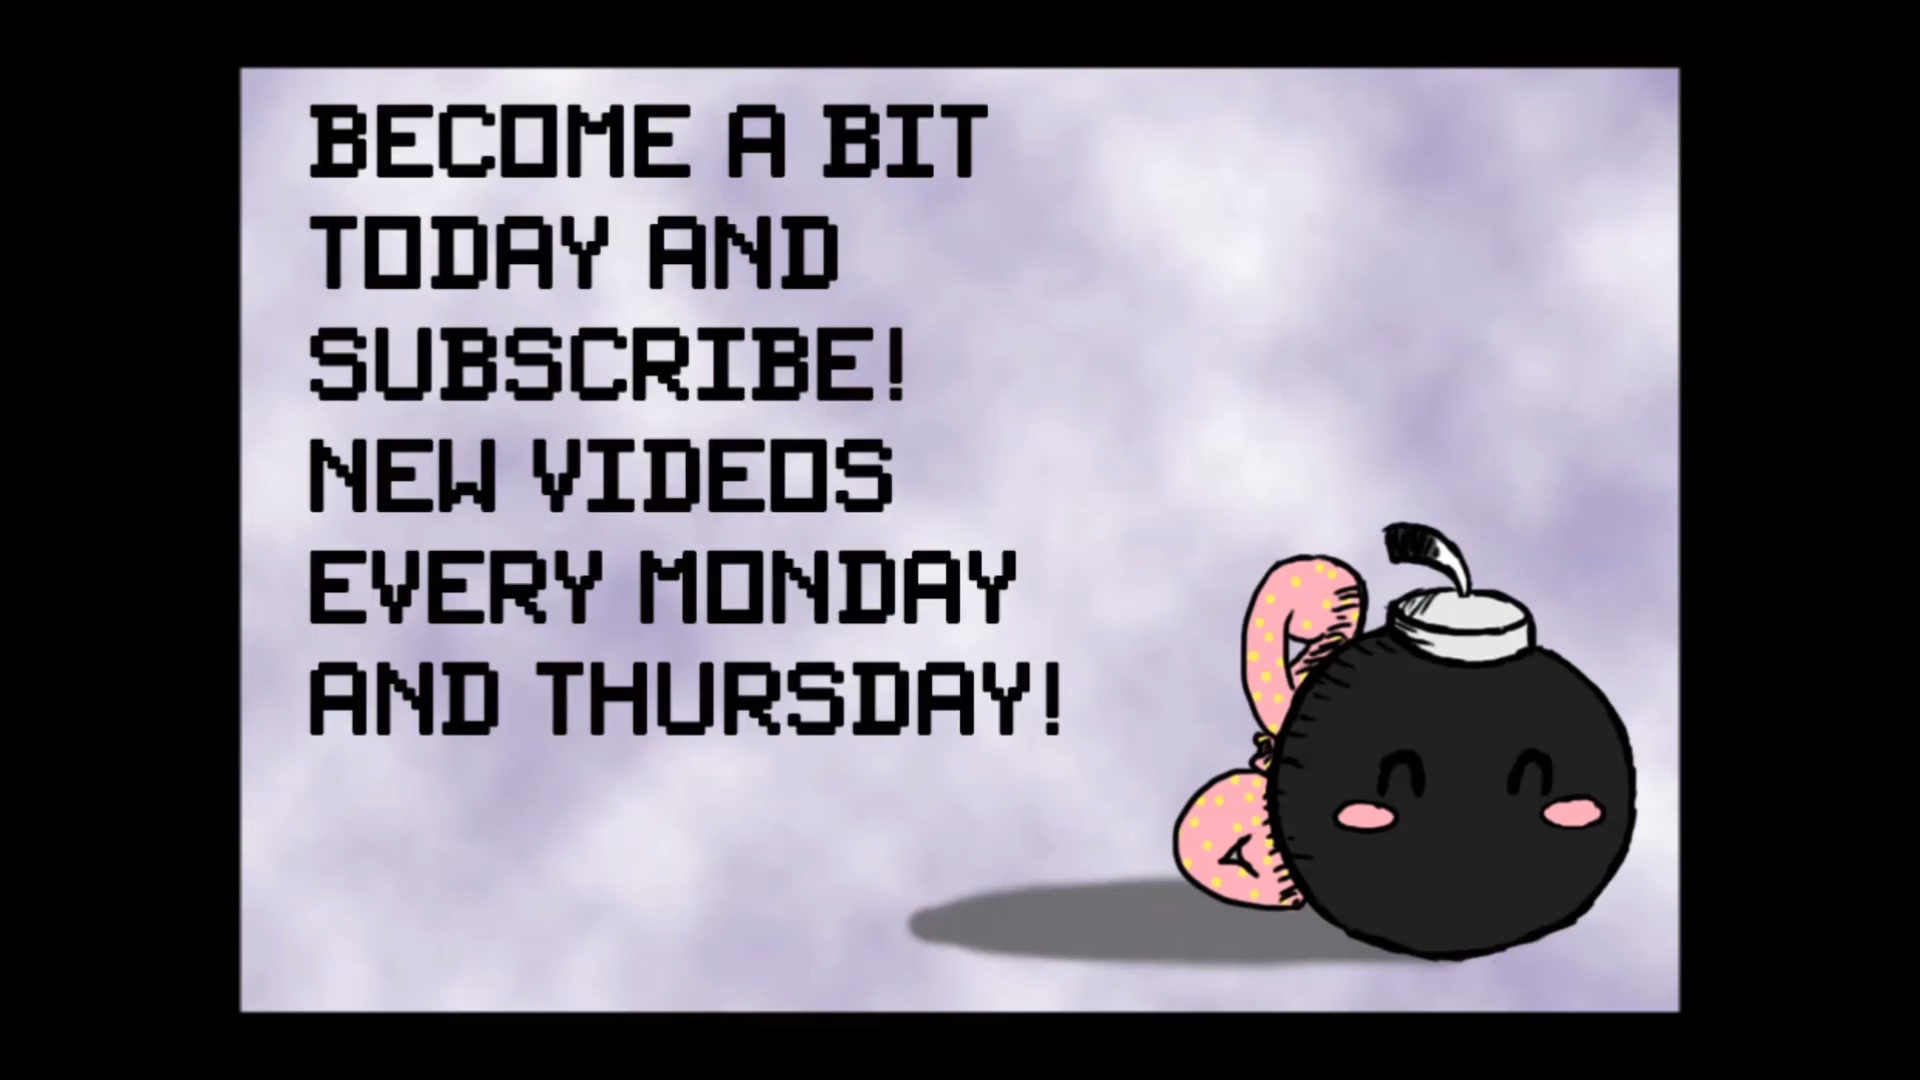 BECOME A BIT
TODAY AND
SUBSCRIBE!
NEW VIDEOS
EVERY MONDAY
AND THURSDAY!